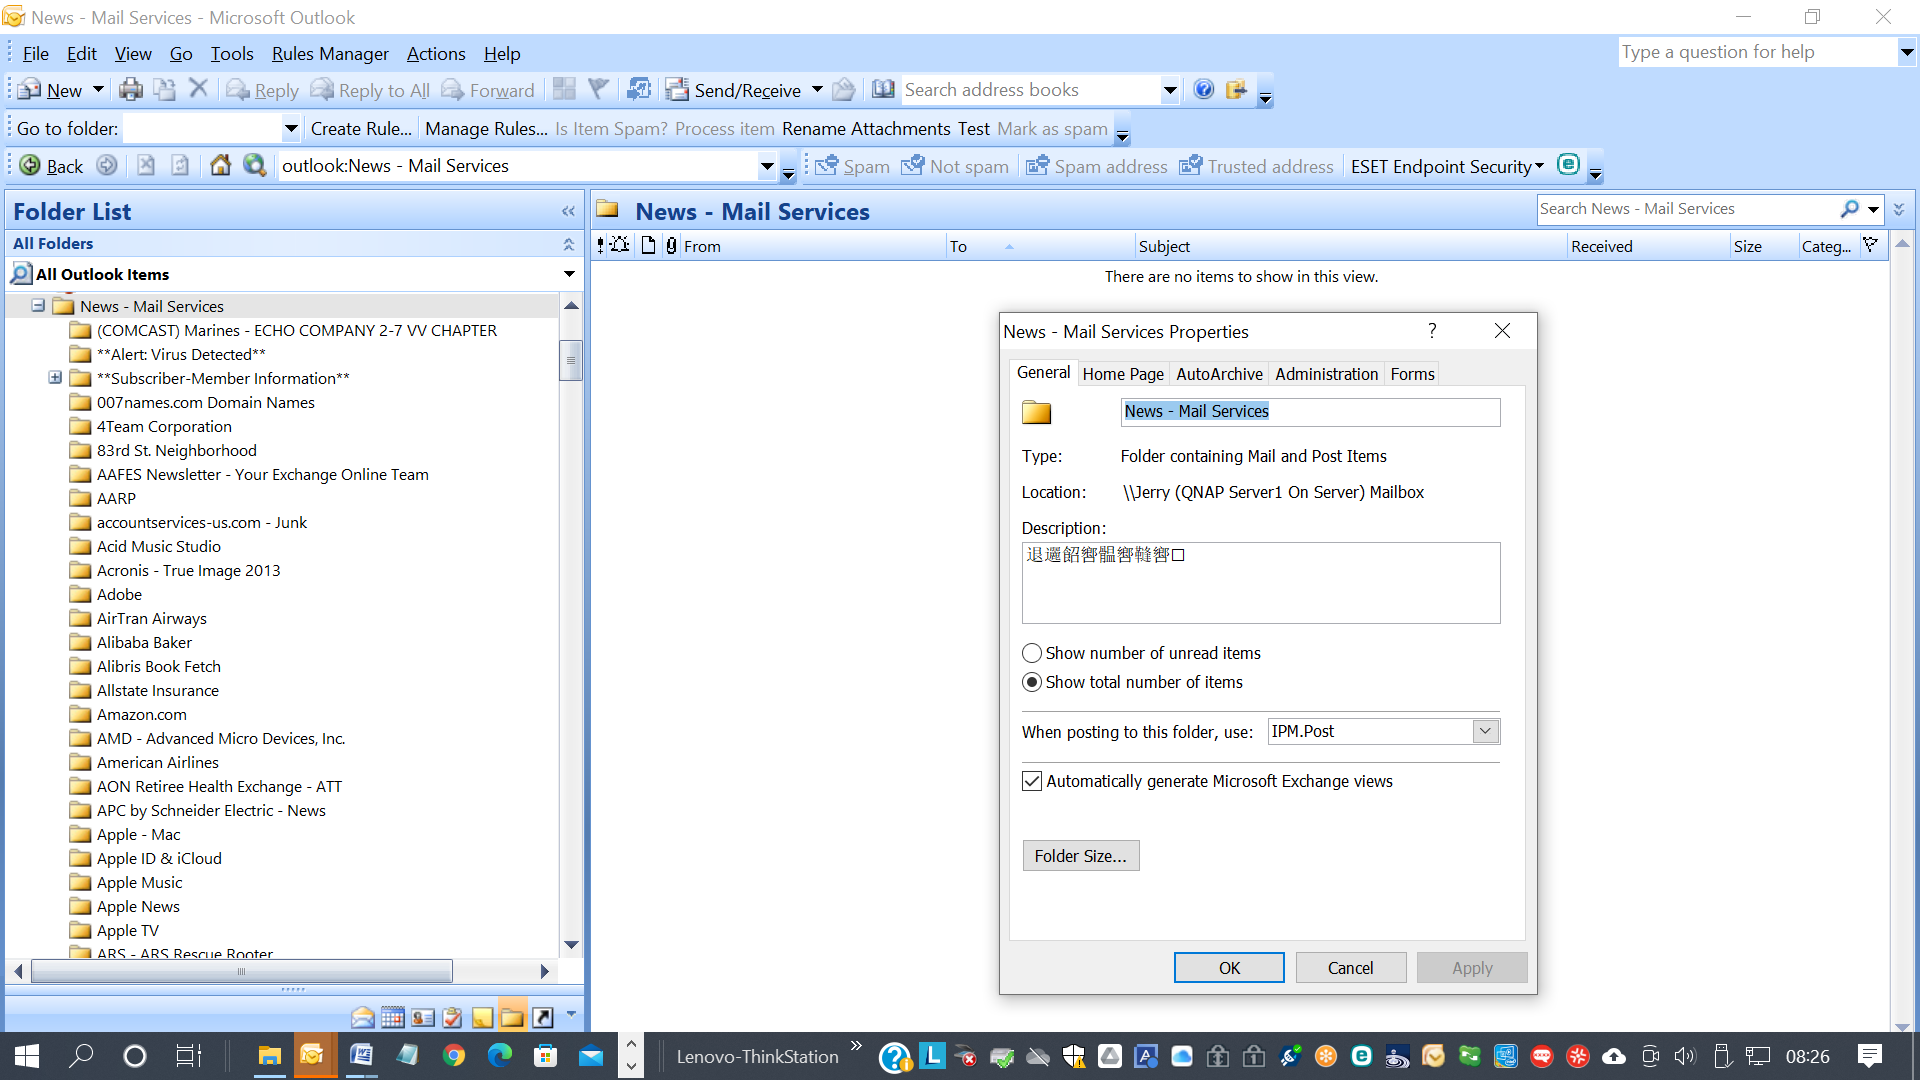 News - Mail Services - Microsoft Outlook
File Edit View Go Tools Rules Manager Actions Help
Type a question for help
New Reply Reply to All Forward Send/Receive Search address books
Go to folder: Create Rule... Manage Rules... Is Item Spam? Process item Rename Attachments Test Mark as spam
Back outlook:News - Mail Services Spam Not spam Spam address Trusted address ESET Endpoint Security
Folder List
All Folders
All Outlook Items
News - Mail Services
(COMCAST) Marines - ECHO COMPANY 2-7 VV CHAPTER
**Alert: Virus Detected**
**Subscriber-Member Information**
007names.com Domain Names
4Team Corporation
83rd St. Neighborhood
AAFES Newsletter - Your Exchange Online Team
AARP
accountservices-us.com - Junk
Acid Music Studio
Acronis - True Image 2013
Adobe
AirTran Airways
Alibaba Baker
Alibris Book Fetch
Allstate Insurance
Amazon.com
AMD - Advanced Micro Devices, Inc.
American Airlines
AON Retiree Health Exchange - ATT
APC by Schneider Electric - News
Apple - Mac
Apple ID & iCloud
Apple Music
Apple News
Apple TV
ARS - ARS Rescue Rooter
News - Mail Services
Search News - Mail Services
From To Subject Received Size Categ...
There are no items to show in this view.
News - Mail Services Properties
General Home Page AutoArchive Administration Forms
News - Mail Services
Type: Folder containing Mail and Post Items
Location: \\Jerry (QNAP Server1 On Server) Mailbox
Description:
Show number of unread items
Show total number of items
When posting to this folder, use: IPM.Post
Automatically generate Microsoft Exchange views
Folder Size...
OK Cancel Apply
Lenovo-ThinkStation
08:26